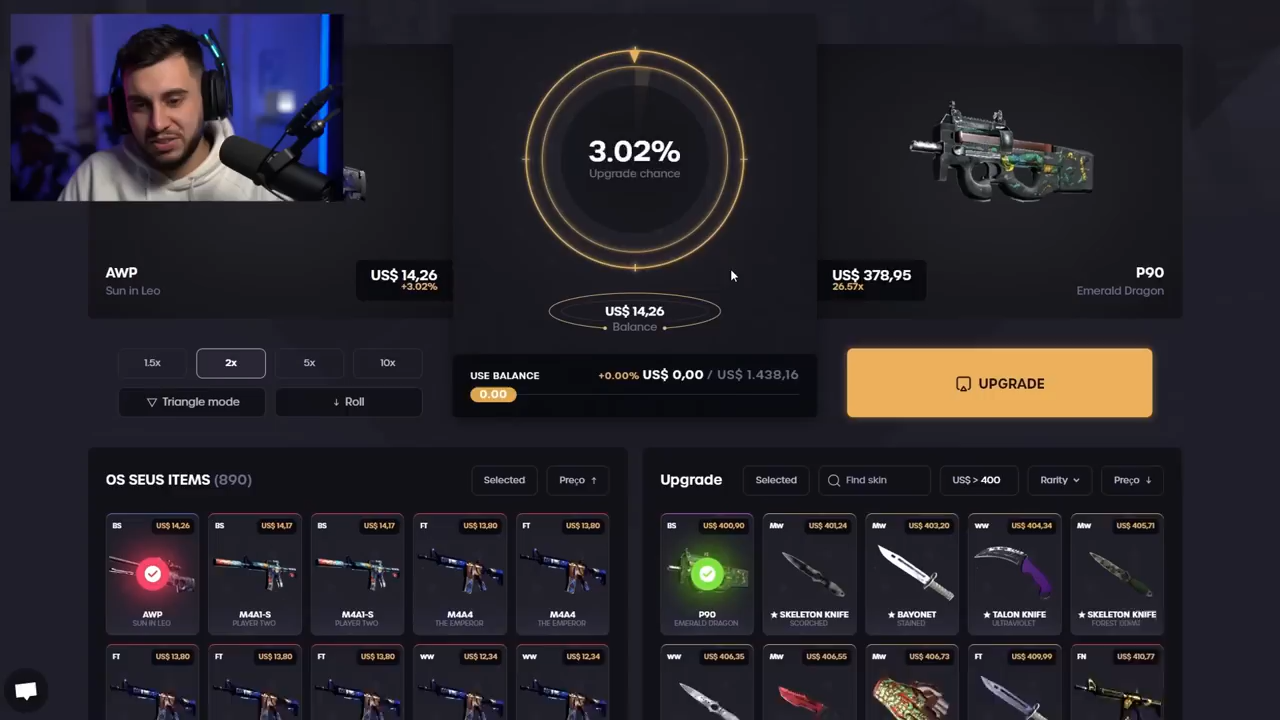 3.02%
Upgrade chance
AWP
Sun in Leo
US$ 14,26
+3.02%
US$ 378,95
26.57x
P90
Emerald Dragon
US$ 14,26
Balance
1.5x
2x
5x
10x
Triangle mode
Roll
USE BALANCE
+0.00% US$ 0,00 / US$ 1.438,16
0.00
UPGRADE
OS SEUS ITEMS (890)
Selected
Preço ↑
BS US$ 14,26
AWP
SUN IN LEO
BS US$ 14,17
M4A1-S
PLAYER TWO
BS US$ 14,17
M4A1-S
PLAYER TWO
FT US$ 13,80
M4A4
THE EMPEROR
FT US$ 13,80
M4A4
THE EMPEROR
FT US$ 13,80
FT US$ 13,80
FT US$ 13,80
WW US$ 12,34
WW US$ 12,34
Upgrade
Selected
Find skin
US$ > 400
Rarity
Preço ↓
BS US$ 400,90
P90
EMERALD DRAGON
MW US$ 401,24
★ SKELETON KNIFE
SCORCHED
MW US$ 403,20
★ BAYONET
STAINED
WW US$ 404,34
★ TALON KNIFE
ULTRAVIOLET
MW US$ 405,71
★ SKELETON KNIFE
FOREST DDPAT
WW US$ 406,35
MW US$ 406,55
MW US$ 406,73
FT US$ 409,99
FN US$ 410,77